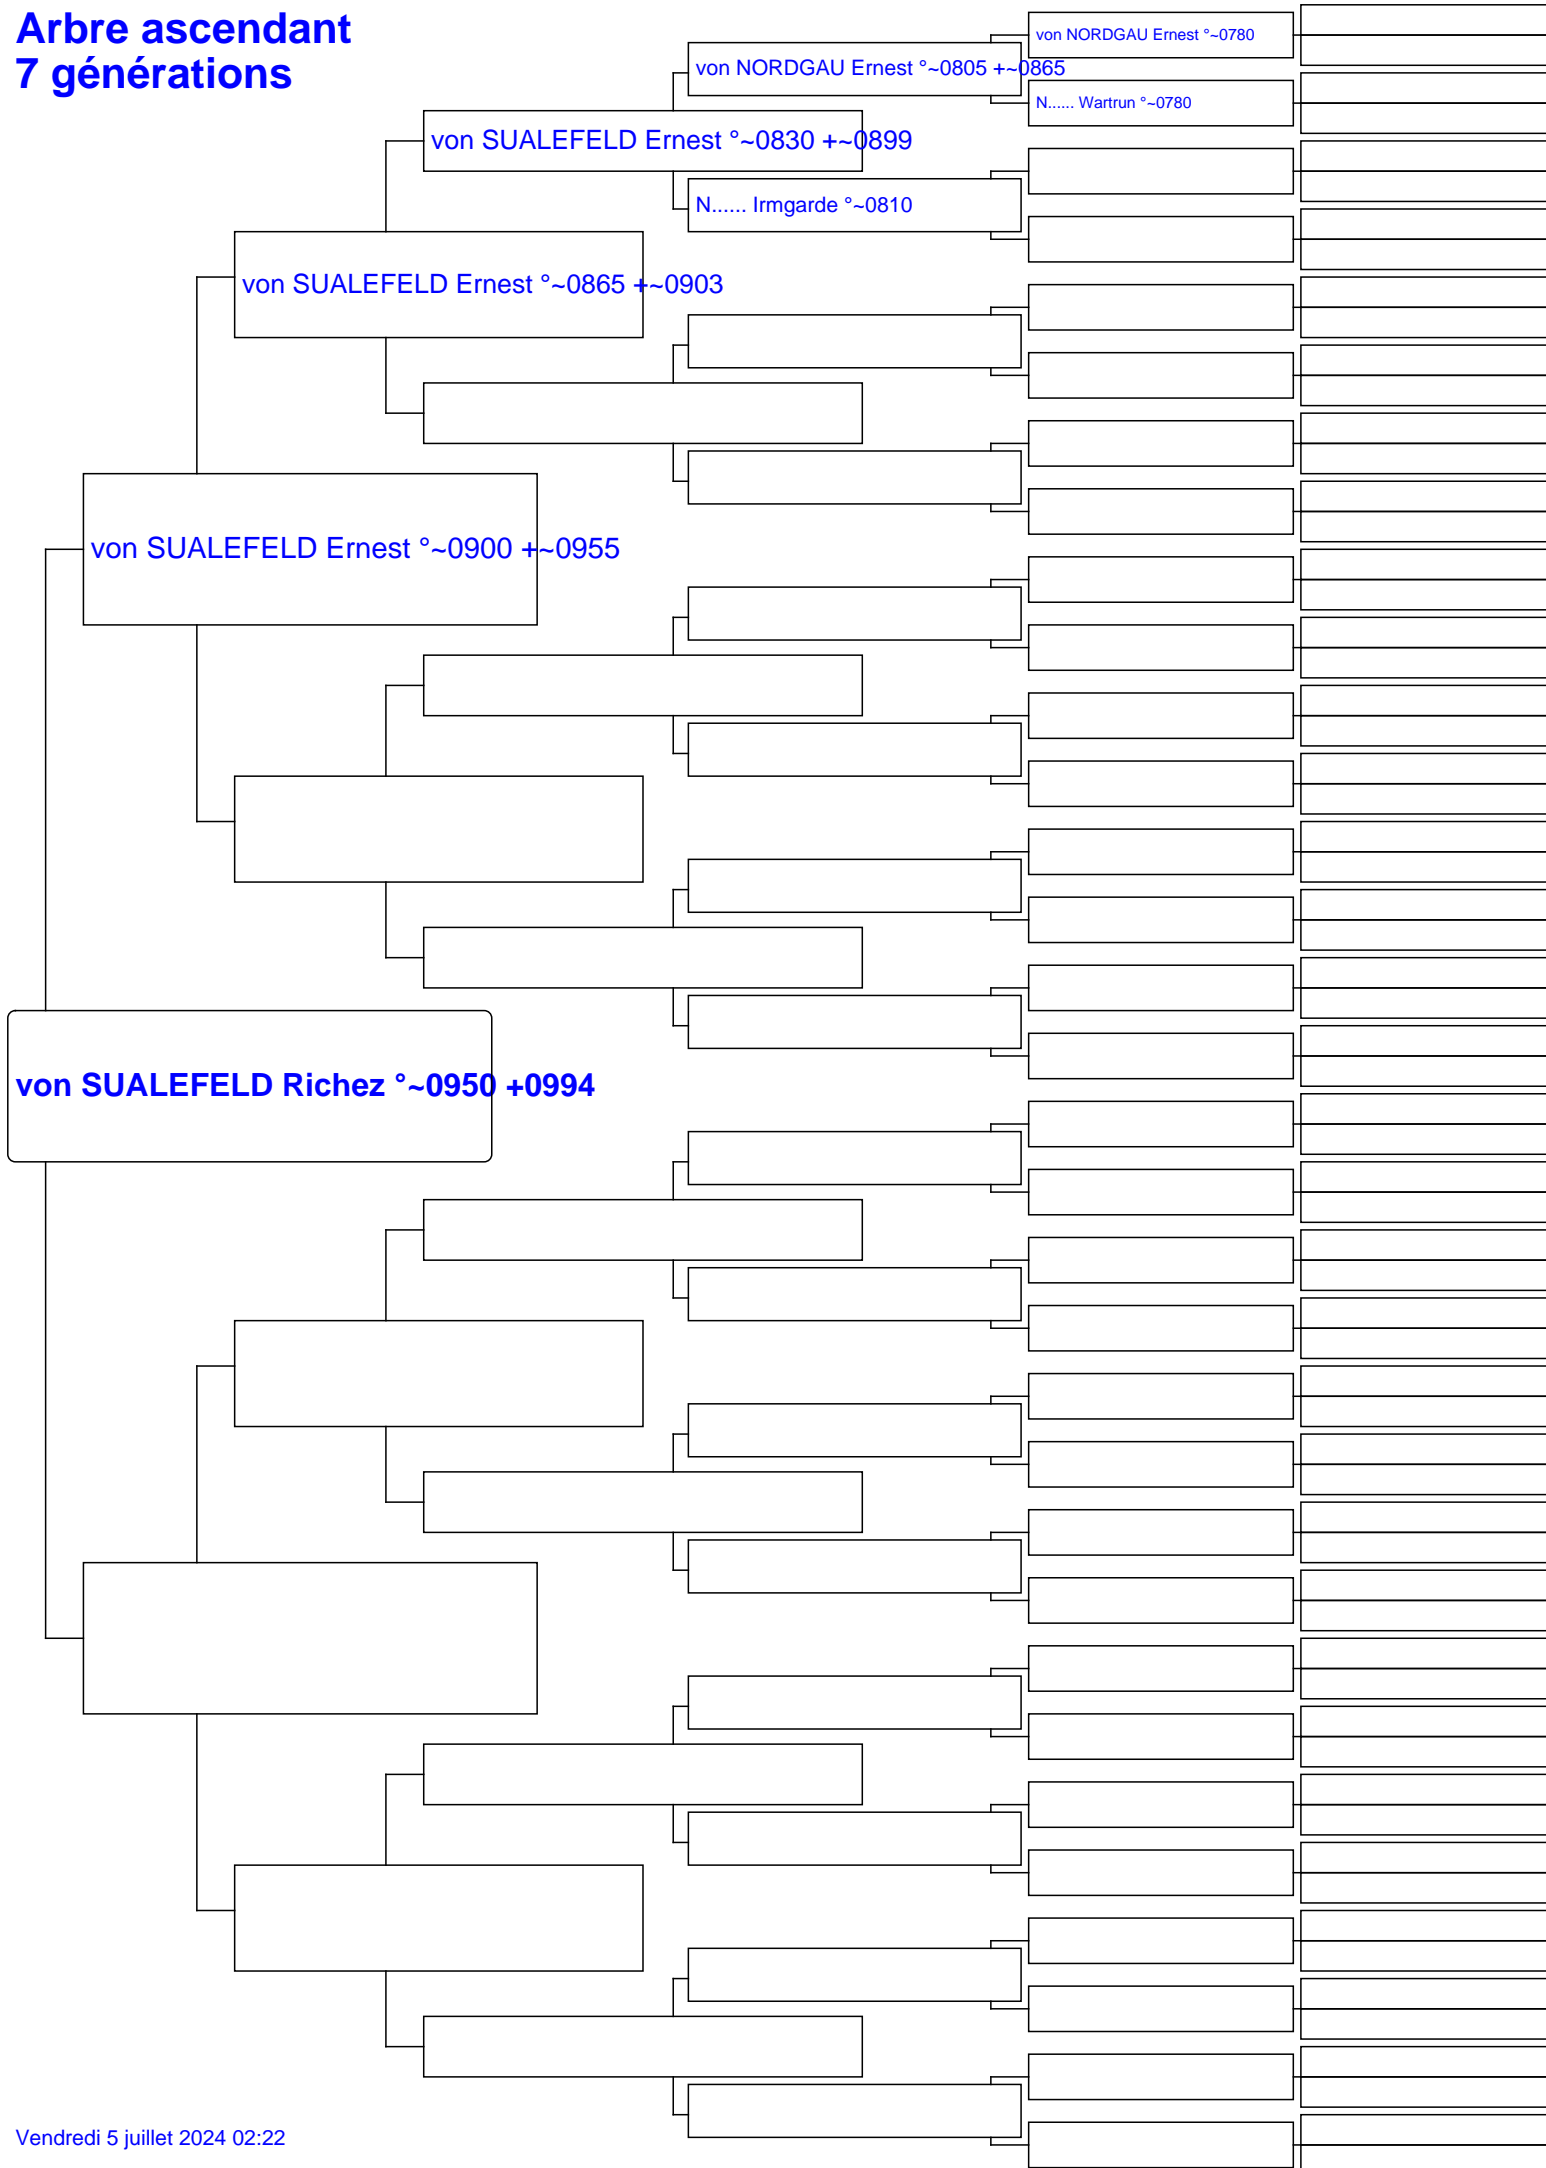 Arbre ascendant
7 générations
von NORDGAU Ernest °~0780
von NORDGAU Ernest °~0805 +~0865
N...... Wartrun °~0780
von SUALEFELD Ernest °~0830 +~0899
N...... Irmgarde °~0810
von SUALEFELD Ernest °~0865 +~0903
von SUALEFELD Ernest °~0900 +~0955
von SUALEFELD Richez °~0950 +0994
Vendredi 5 juillet 2024 02:22